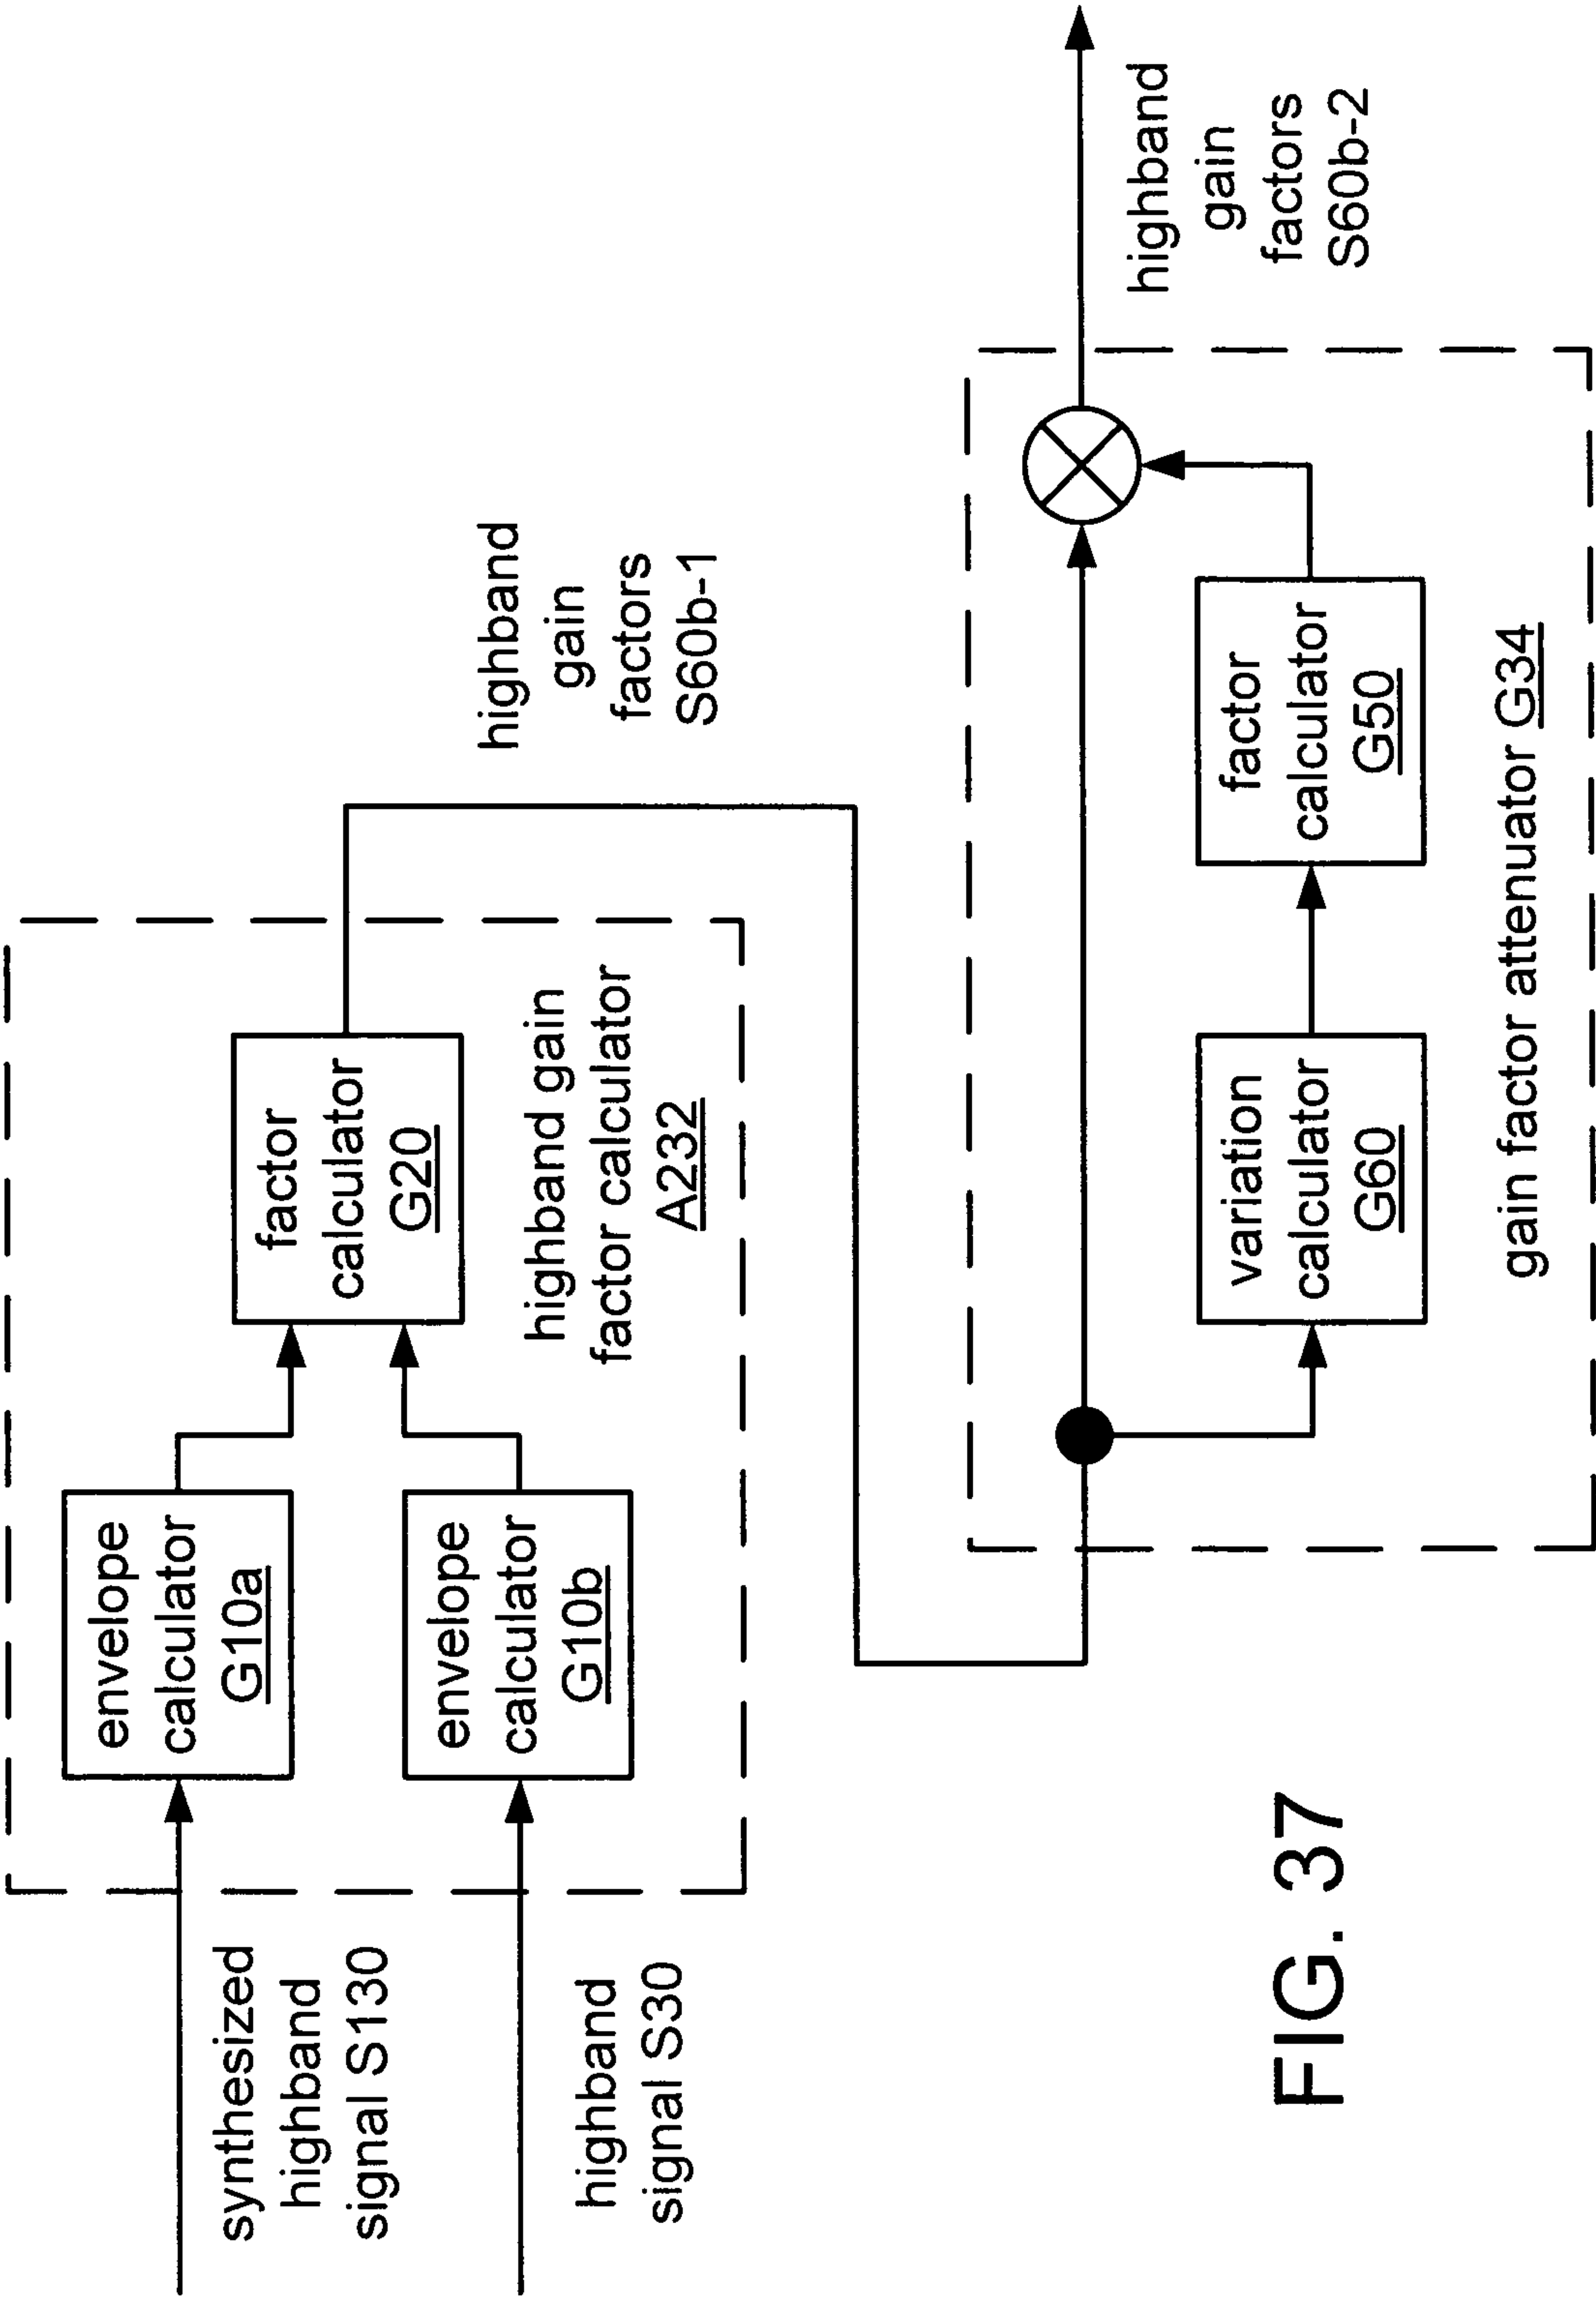 synthesized
highband
signal S130
highband
signal S30
envelope
calculator
G10a
envelope
calculator
G10b
factor
calculator
G20
highband gain
factor calculator
A232
highband
gain
factors
S60b-1
variation
calculator
G60
factor
calculator
G50
gain factor attenuator G34
highband
gain
factors
S60b-2
FIG. 37